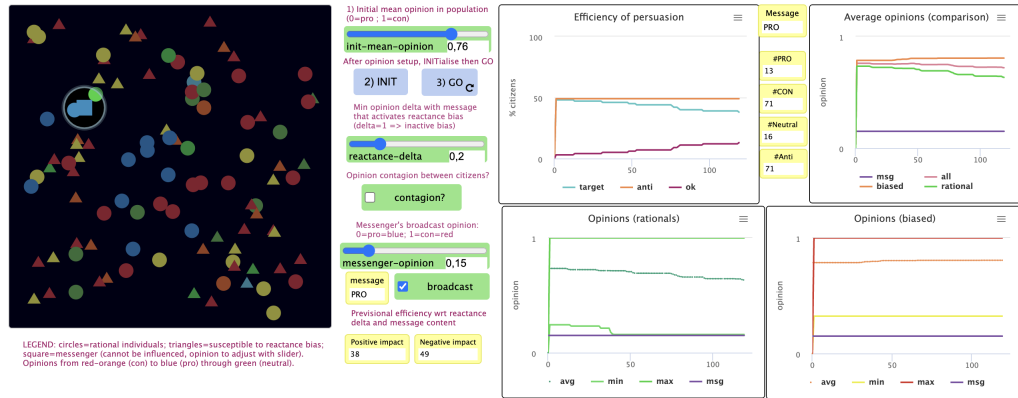 1) Initial mean opinion in population
(0=pro ; 1=con)
init-mean-opinion 0,76
After opinion setup, INITialise then GO
2) INIT
3) GO
Min opinion delta with message
that activates reactance bias
(delta=1 => inactive bias)
reactance-delta 0,2
Opinion contagion between citizens?
contagion?
Messenger's broadcast opinion:
0=pro=blue; 1=con=red
messenger-opinion 0,15
message
PRO
broadcast
Previsional efficiency wrt reactance
delta and message content
Positive impact
38
Negative impact
49
LEGEND: circles=rational individuals; triangles=susceptible to reactance bias;
square=messenger (cannot be influenced, opinion to adjust with slider).
Opinions from red-orange (con) to blue (pro) through green (neutral).
Efficiency of persuasion
% citizens
100
50
0
0 50 100
target anti ok
Message
PRO
#PRO
13
#CON
71
#Neutral
16
#Anti
71
Average opinions (comparison)
opinion
1
0
0 50 100
msg all
biased rational
Opinions (rationals)
opinion
1
0
50 100
avg min max msg
Opinions (biased)
opinion
1
0
50 100
avg min max msg